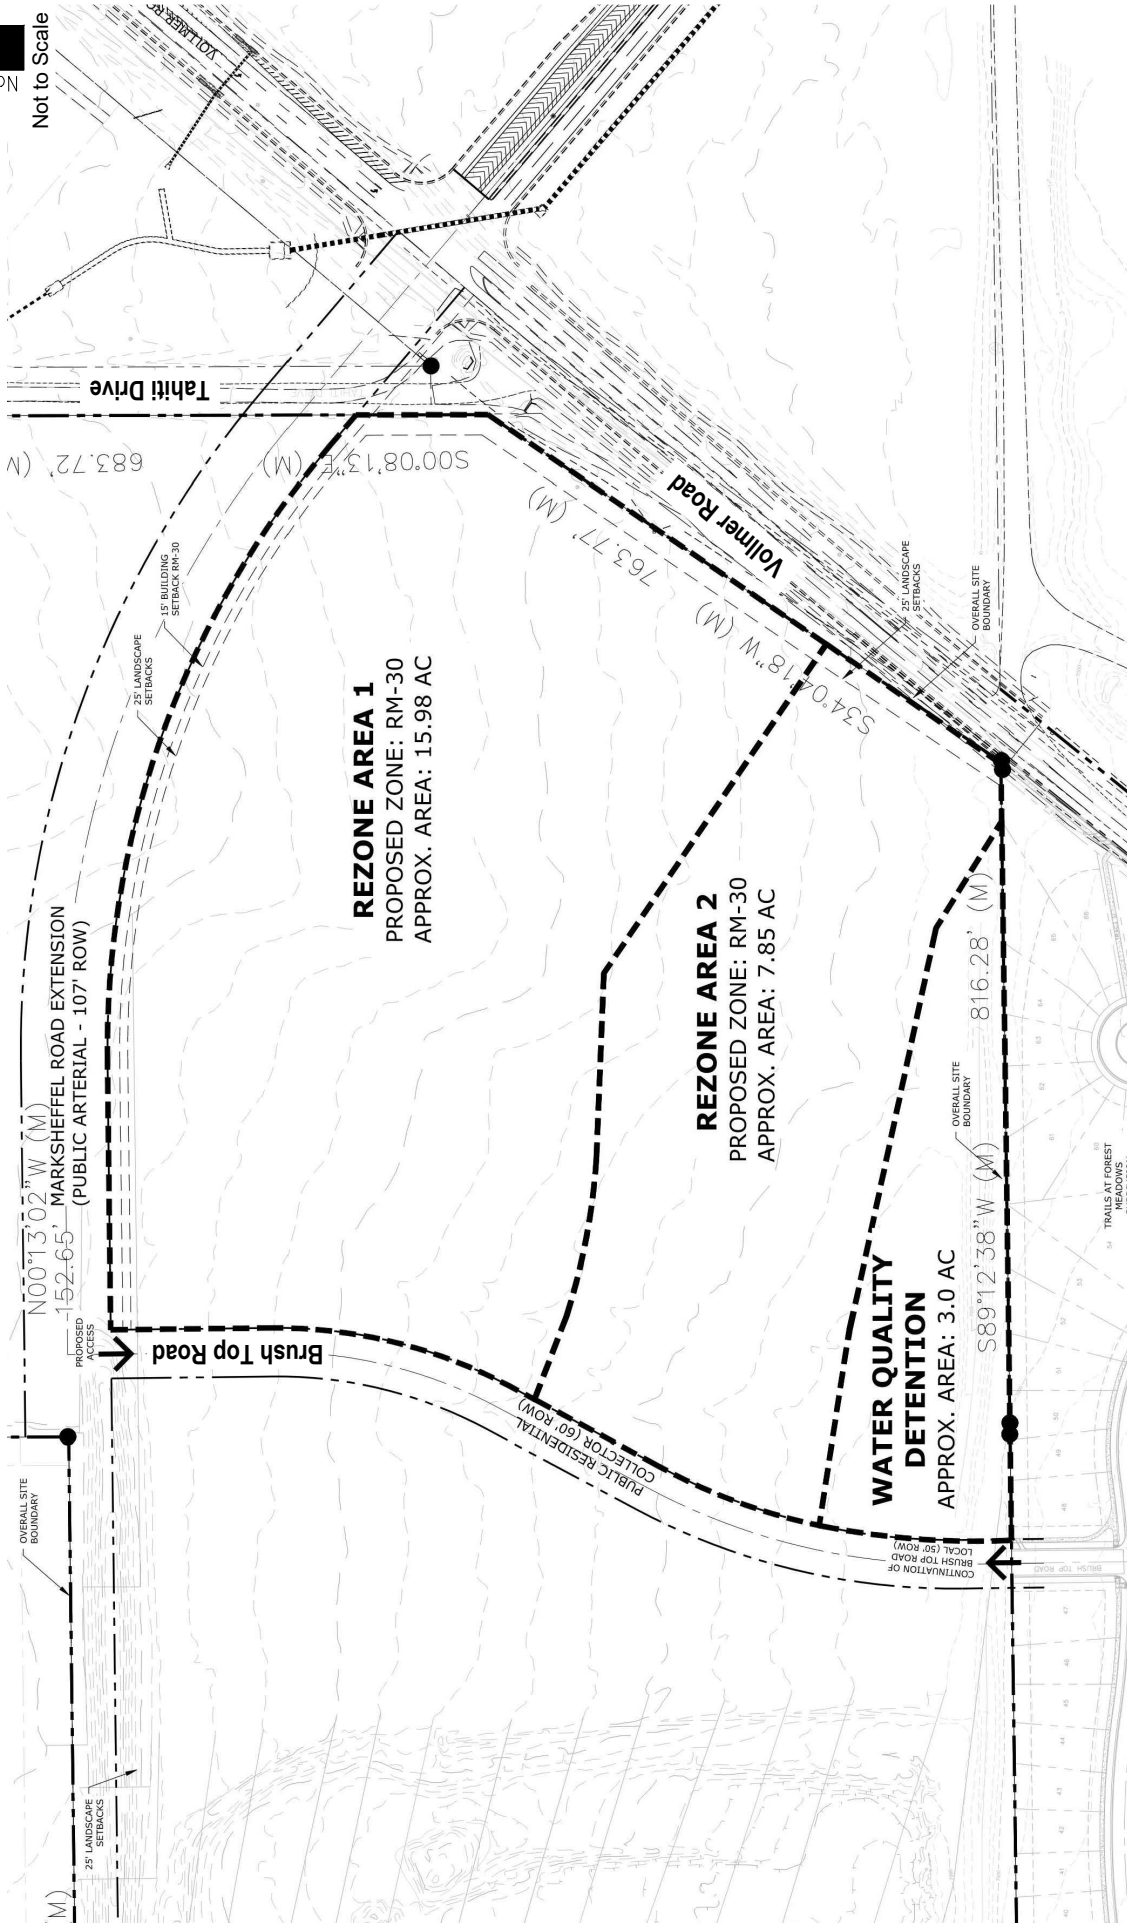 Not to Scale
VOLLMER RO
Tahiti Drive
683.72' (M
S00°08'13"E (M)
763.77' (M)
S34°04'18"W (M)
Vollmer Road
25' LANDSCAPE
SETBACKS
OVERALL SITE
BOUNDARY
15' BUILDING
SETBACK RM-30
25' LANDSCAPE
SETBACKS
REZONE AREA 1
PROPOSED ZONE: RM-30
APPROX. AREA: 15.98 AC
MARKSHEFFEL ROAD EXTENSION
(PUBLIC ARTERIAL - 107' ROW)
N00°13'02"W (M)
152.65'
PROPOSED
ACCESS
Brush Top Road
REZONE AREA 2
PROPOSED ZONE: RM-30
APPROX. AREA: 7.85 AC
PUBLIC RESIDENTIAL
COLLECTOR (60' ROW)
WATER QUALITY
DETENTION
APPROX. AREA: 3.0 AC
S89°12'38"W (M)
816.28' (M)
OVERALL SITE
BOUNDARY
TRAILS AT FOREST
MEADOWS
CONTINUATION OF
BRUSH TOP ROAD
LOCAL (50' ROW)
BRUSH TOP ROAD
OVERALL SITE
BOUNDARY
25' LANDSCAPE
SETBACKS
M)